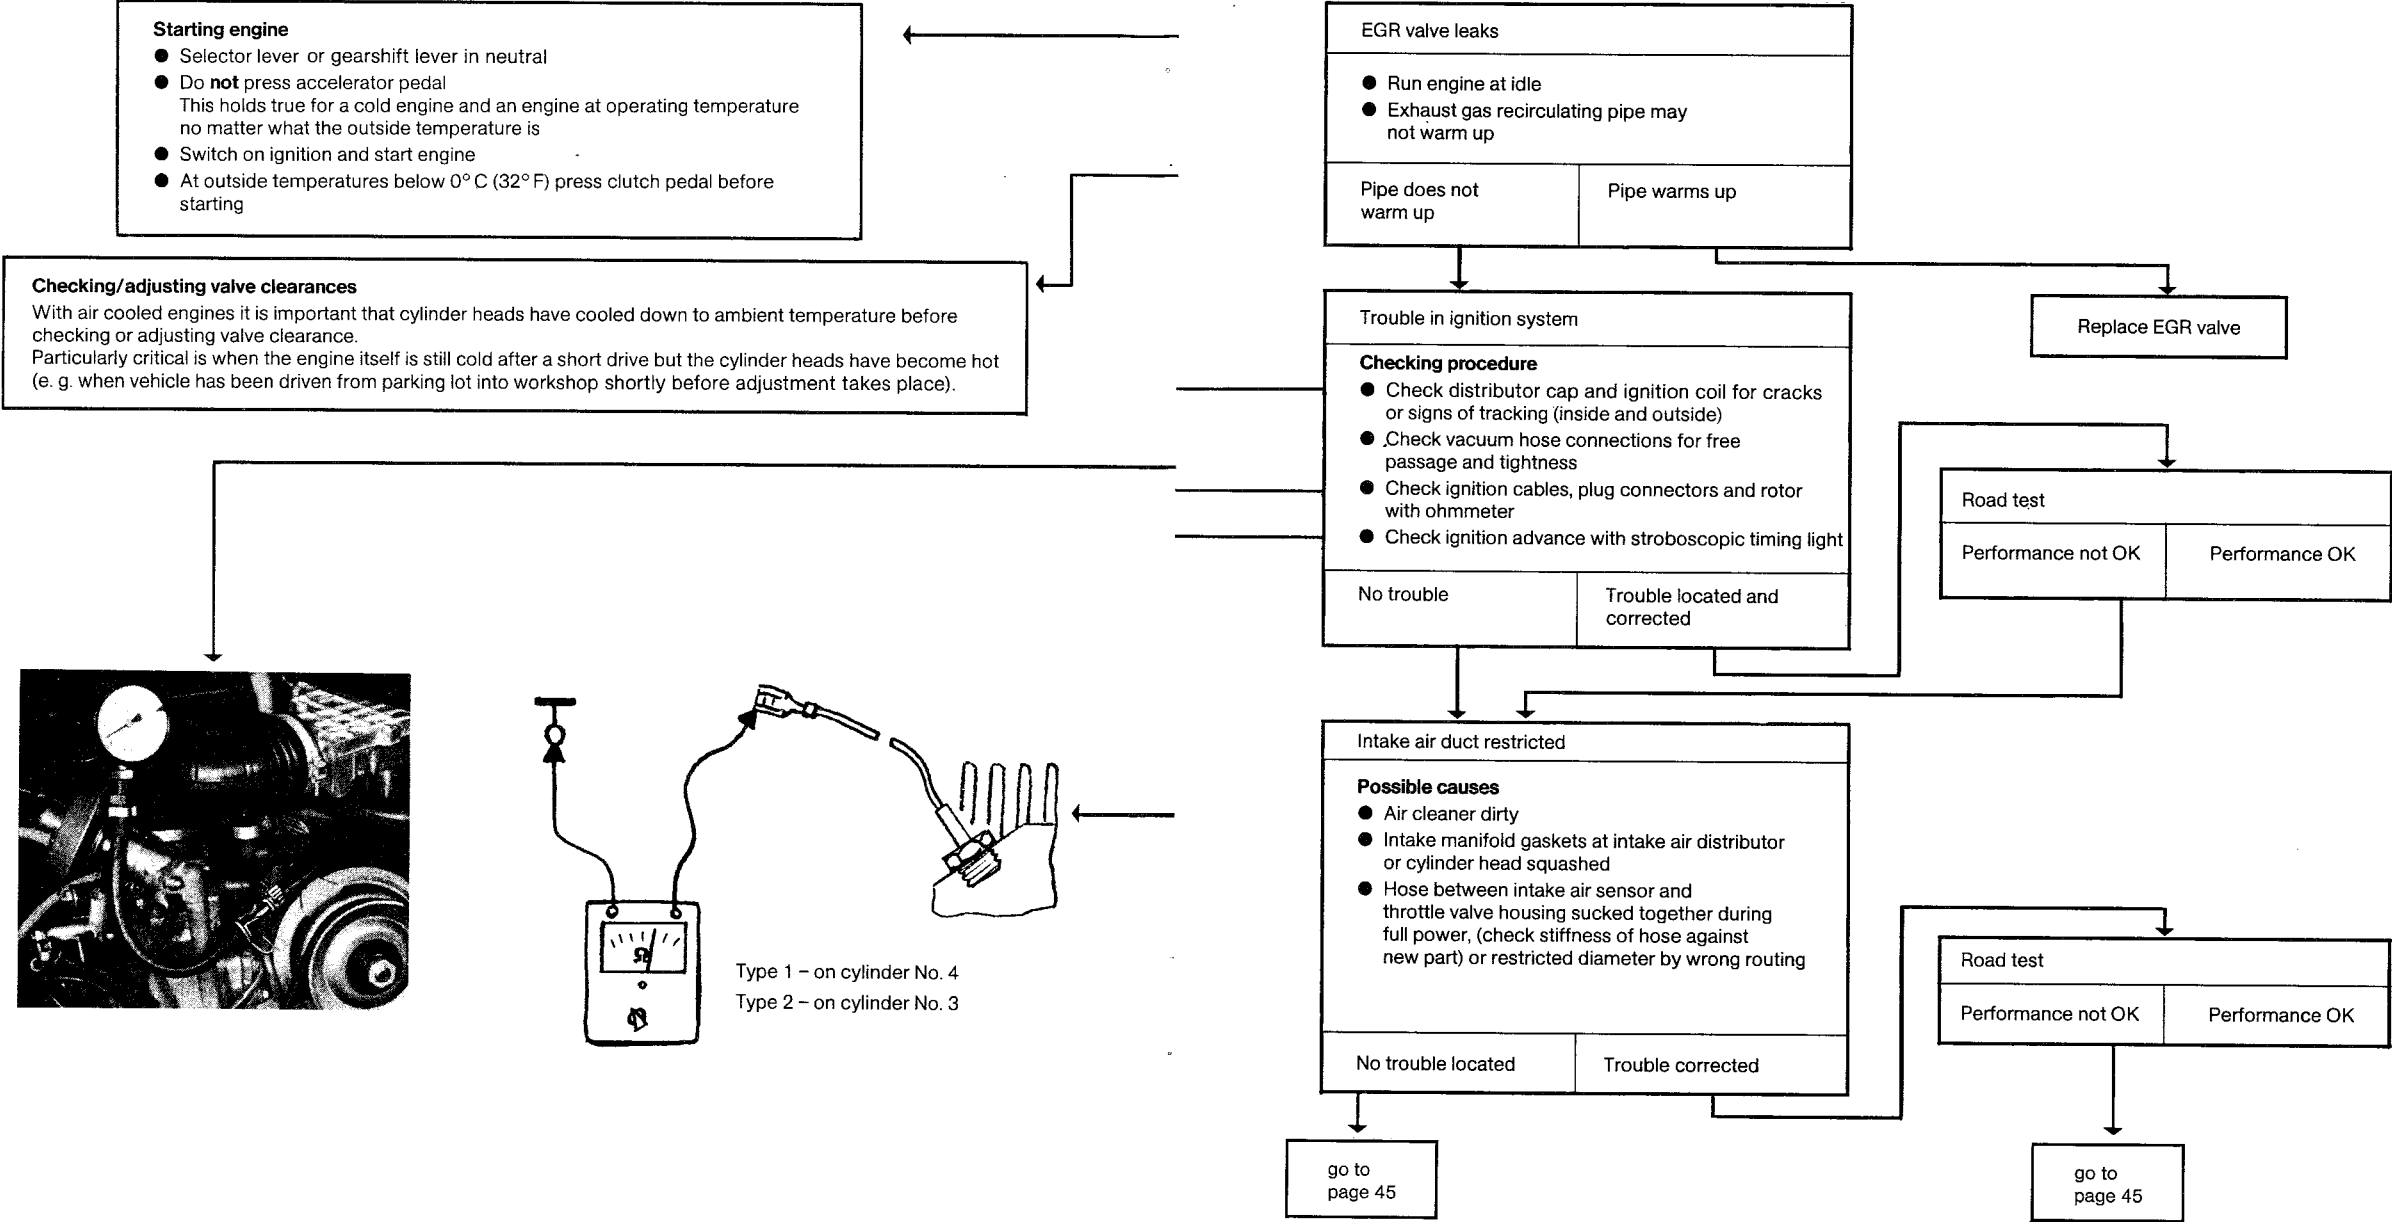 Starting engine
● Selector lever or gearshift lever in neutral
● Do not press accelerator pedal
This holds true for a cold engine and an engine at operating temperature
no matter what the outside temperature is
● Switch on ignition and start engine
● At outside temperatures below 0° C (32° F) press clutch pedal before
starting
Checking/adjusting valve clearances
With air cooled engines it is important that cylinder heads have cooled down to ambient temperature before
checking or adjusting valve clearance.
Particularly critical is when the engine itself is still cold after a short drive but the cylinder heads have become hot
(e. g. when vehicle has been driven from parking lot into workshop shortly before adjustment takes place).
Type 1 – on cylinder No. 4
Type 2 – on cylinder No. 3
EGR valve leaks
● Run engine at idle
● Exhaust gas recirculating pipe may
not warm up
Pipe does not
warm up
Pipe warms up
Replace EGR valve
Trouble in ignition system
Checking procedure
● Check distributor cap and ignition coil for cracks
or signs of tracking (inside and outside)
● Check vacuum hose connections for free
passage and tightness
● Check ignition cables, plug connectors and rotor
with ohmmeter
● Check ignition advance with stroboscopic timing light
No trouble
Trouble located and
corrected
Road test
Performance not OK
Performance OK
Intake air duct restricted
Possible causes
● Air cleaner dirty
● Intake manifold gaskets at intake air distributor
or cylinder head squashed
● Hose between intake air sensor and
throttle valve housing sucked together during
full power, (check stiffness of hose against
new part) or restricted diameter by wrong routing
No trouble located
Trouble corrected
Road test
Performance not OK
Performance OK
go to
page 45
go to
page 45